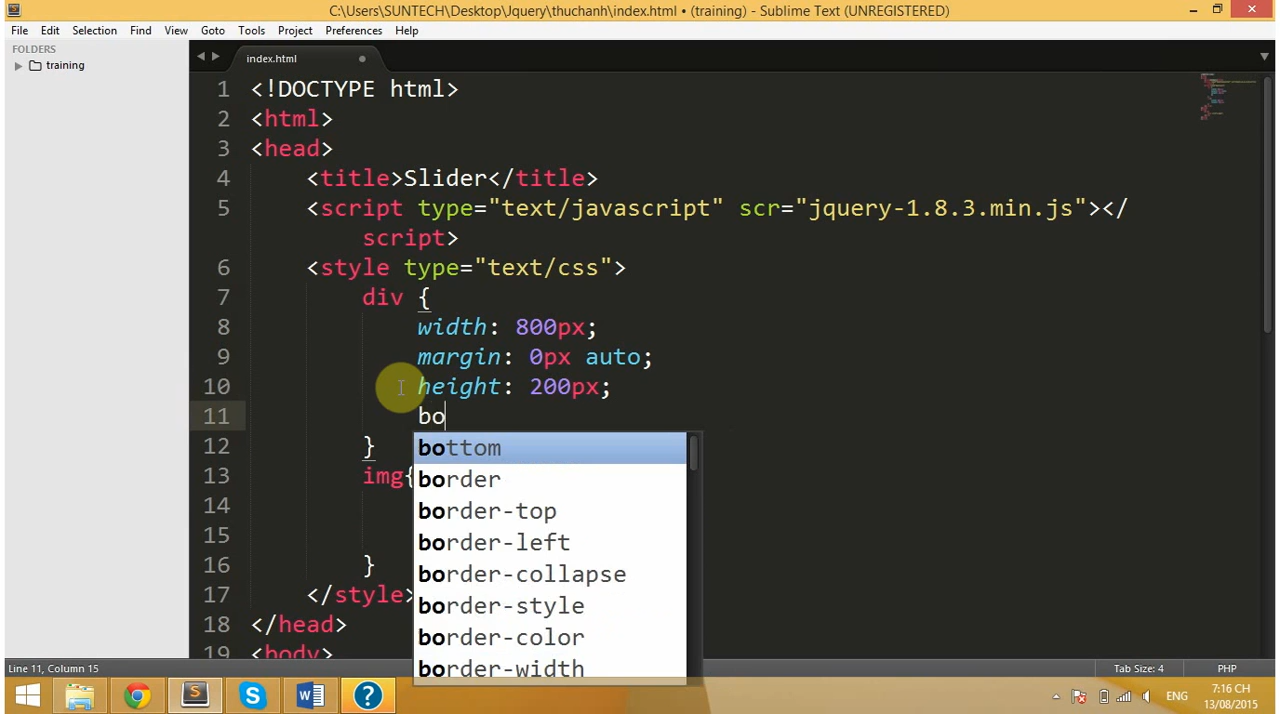 C:\Users\SUNTECH\Desktop\Jquery\thuchanh\index.html • (training) - Sublime Text (UNREGISTERED)
File Edit Selection Find View Goto Tools Project Preferences Help
FOLDERS
training
index.html
1 <!DOCTYPE html>
2 <html>
3 <head>
4 <title>Slider</title>
5 <script type="text/javascript" scr="jquery-1.8.3.min.js"></
script>
6 <style type="text/css">
7 div {
8 width: 800px;
9 margin: 0px auto;
10 height: 200px;
11 bo
12 }
bottom
13 img{
border
14
border-top
15
border-left
16 }
border-collapse
17 </style>
border-style
18 </head>
border-color
19 <body>
border-width
Line 11, Column 15
Tab Size: 4
PHP
ENG
7:16 CH
13/08/2015